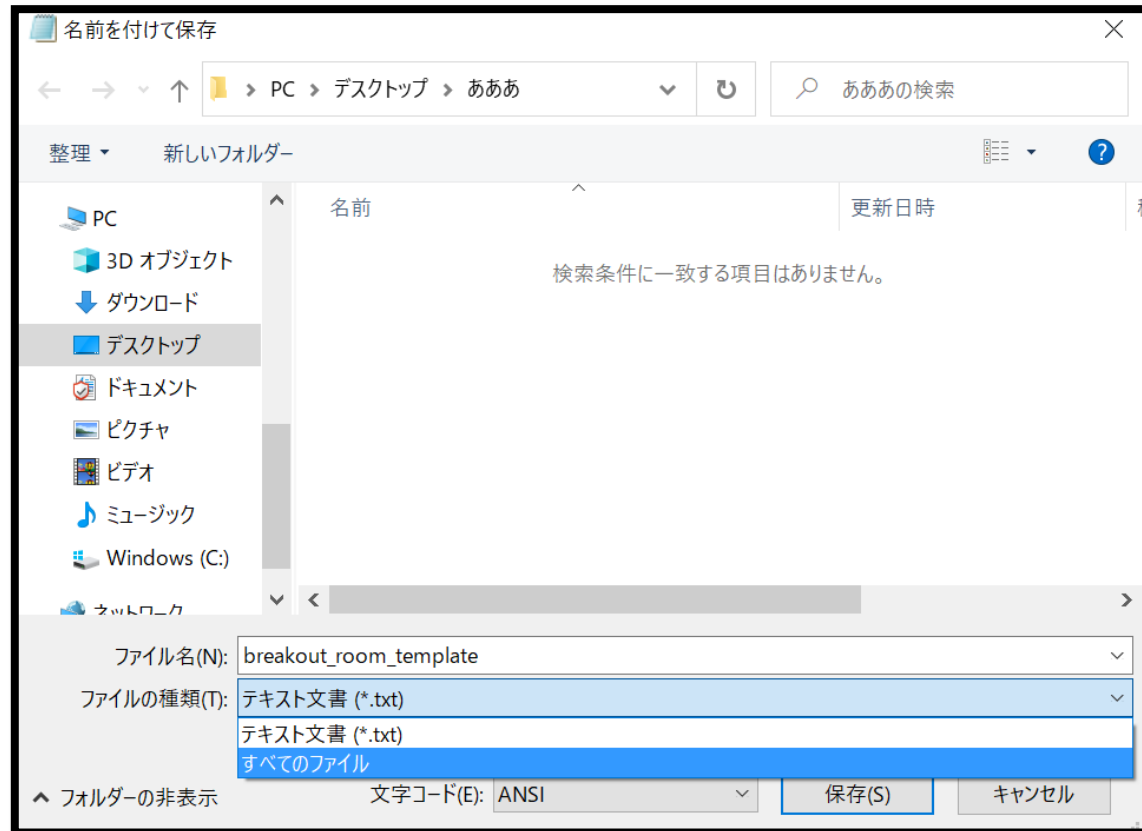 名前を付けて保存
PC デスクトップ あああ
あああの検索
整理 新しいフォルダー
名前 更新日時
検索条件に一致する項目はありません。
PC
3D オブジェクト
ダウンロード
デスクトップ
ドキュメント
ピクチャ
ビデオ
ミュージック
Windows (C:)
ネットワーク
ファイル名(N): breakout_room_template
ファイルの種類(T): テキスト文書 (*.txt)
テキスト文書 (*.txt)
すべてのファイル
フォルダーの非表示 文字コード(E): ANSI 保存(S) キャンセル